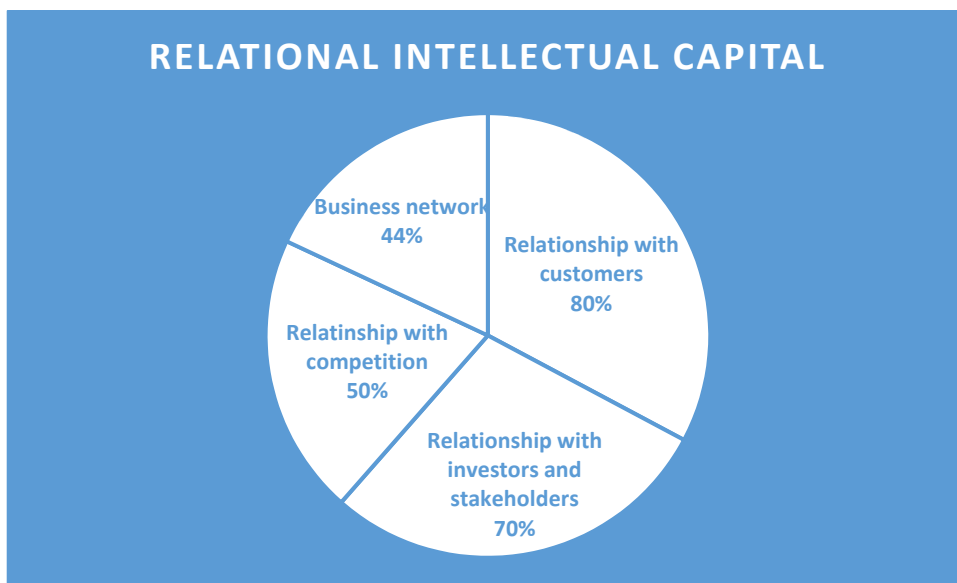 RELATIONAL INTELLECTUAL CAPITAL
Business network
44%
Relationship with
customers
80%
Relatinship with
competition
50%
Relationship with
investors and
stakeholders
70%